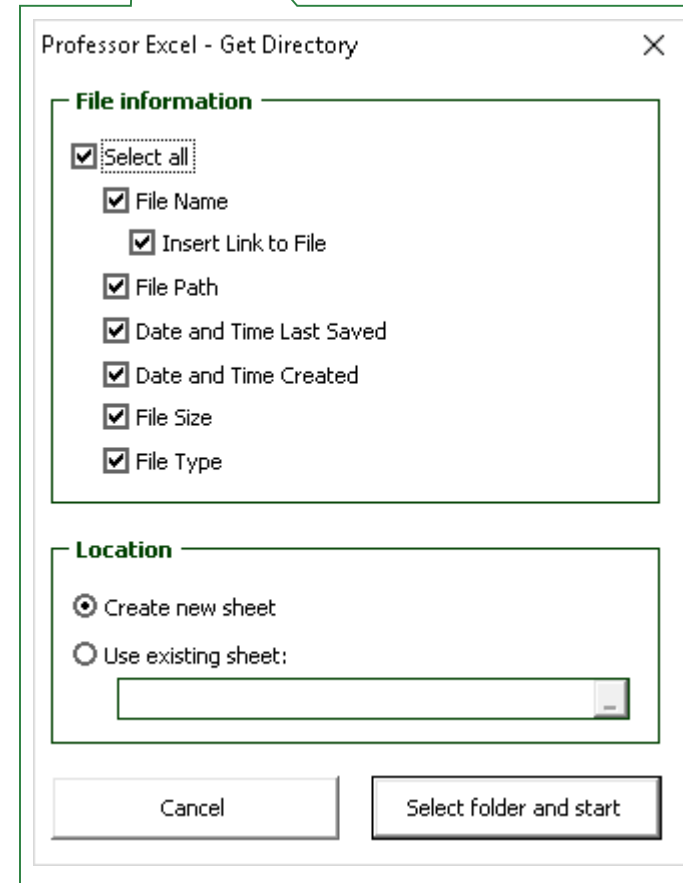 Professor Excel - Get Directory
File information
Select all
File Name
Insert Link to File
File Path
Date and Time Last Saved
Date and Time Created
File Size
File Type
Location
Create new sheet
Use existing sheet:
_
Cancel
Select folder and start